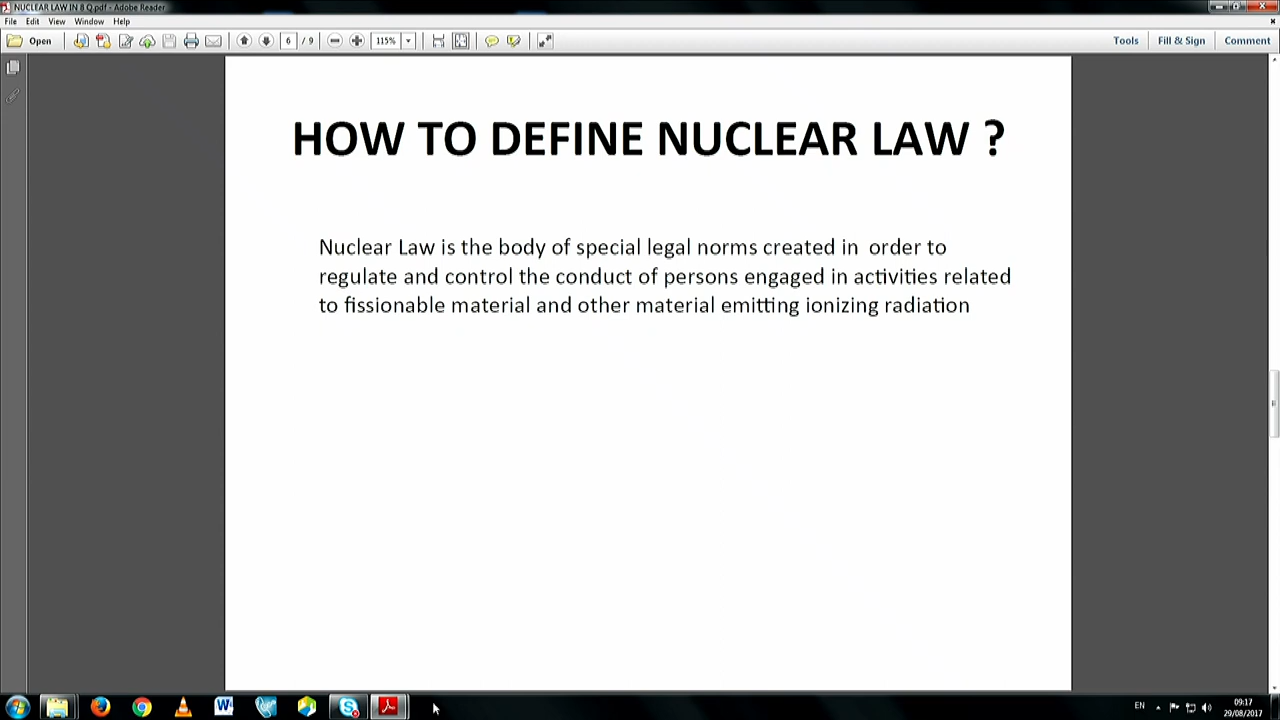 NUCLEAR LAW IN 8 Q.pdf - Adobe Reader
File Edit View Window Help
Open 6 / 9 115% Tools Fill & Sign Comment
HOW TO DEFINE NUCLEAR LAW ?
Nuclear Law is the body of special legal norms created in order to
regulate and control the conduct of persons engaged in activities related
to fissionable material and other material emitting ionizing radiation
EN 09:17
29/08/2017